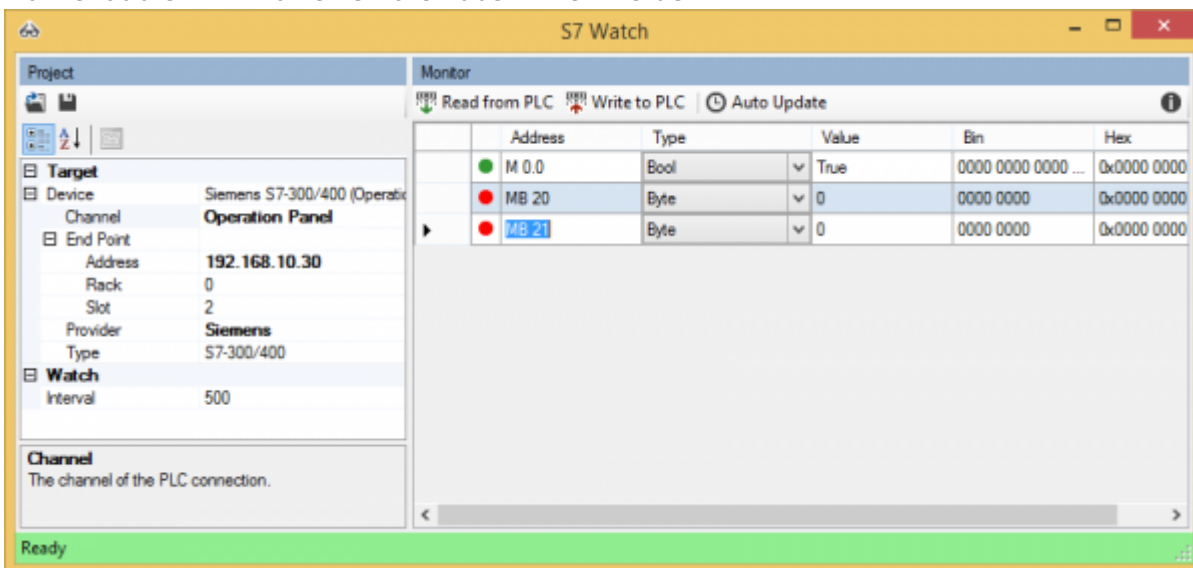 S7 Watch
Project
Monitor
Read from PLC Write to PLC Auto Update
Address Type Value Bin Hex
M 0.0 Bool True 0000 0000 0000 ... 0x0000 0000
MB 20 Byte 0 0000 0000 0x0000 0000
MB 21 Byte 0 0000 0000 0x0000 0000
Target
Device Siemens S7-300/400 (Operatic
Channel Operation Panel
End Point
Address 192.168.10.30
Rack 0
Slot 2
Provider Siemens
Type S7-300/400
Watch
Interval 500
Channel
The channel of the PLC connection.
Ready